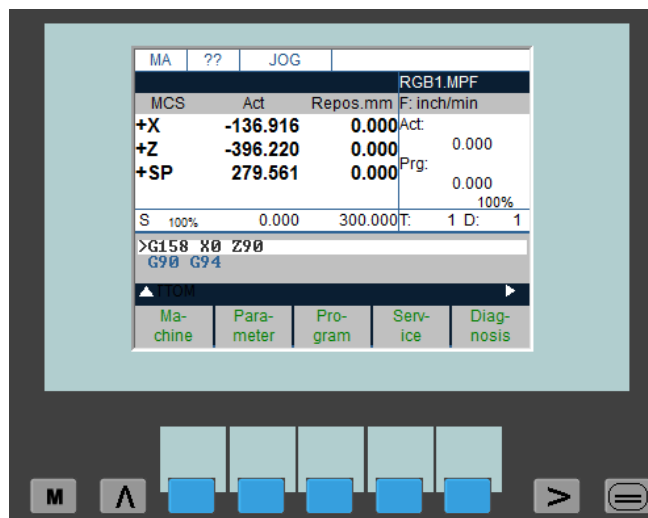 MA ?? JOG
RGB1.MPF
MCS Act Repos.mm F: inch/min
+X -136.916 0.000 Act:
0.000
+Z -396.220 0.000
+SP 279.561 0.000 Prg:
0.000
100%
S 100% 0.000 300.000 T: 1 D: 1
>G158 X0 Z90
G90 G94
ГТОМ
Ma- Para- Pro- Serv- Diag-
chine meter gram ice nosis
M Λ >